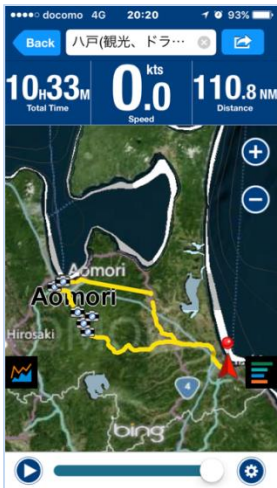 docomo 4G 20:20 93%
Back 八戸(観光、ドラ…
10H33M 0.0 kts 110.8 NM
Total Time Speed Distance
Aomori
Aomori
Hirosaki
4
bing